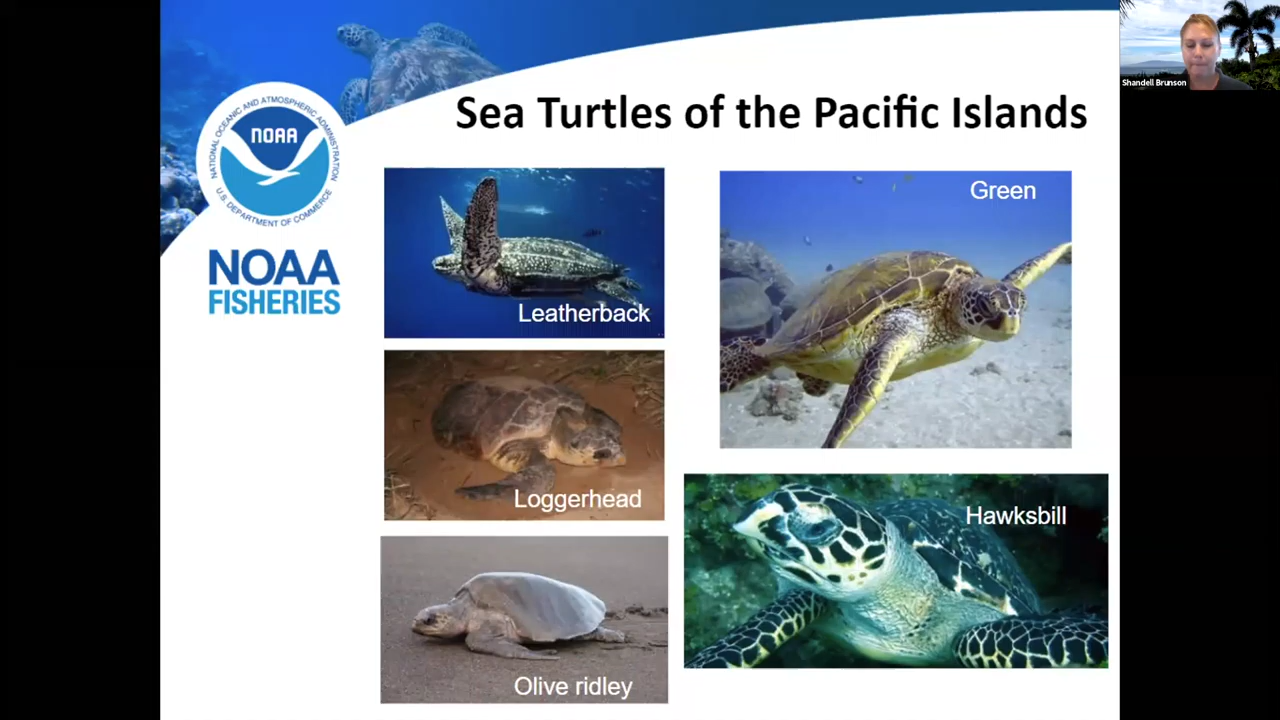 Sea Turtles of the Pacific Islands
NATIONAL OCEANIC AND ATMOSPHERIC ADMINISTRATION
NOAA
U.S. DEPARTMENT OF COMMERCE
NOAA
FISHERIES
Leatherback
Green
Loggerhead
Hawksbill
Olive ridley
Shandell Brunson